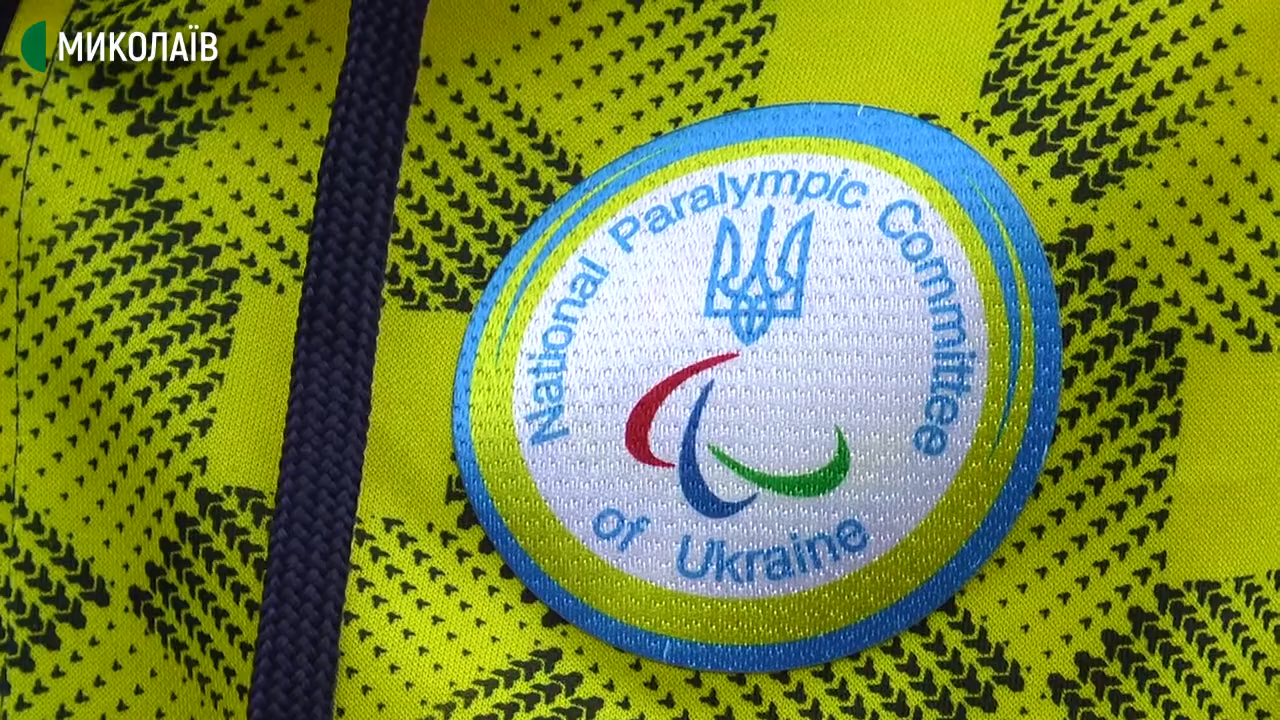 МИКОЛАЇВ
National Paralympic Committee
of Ukraine